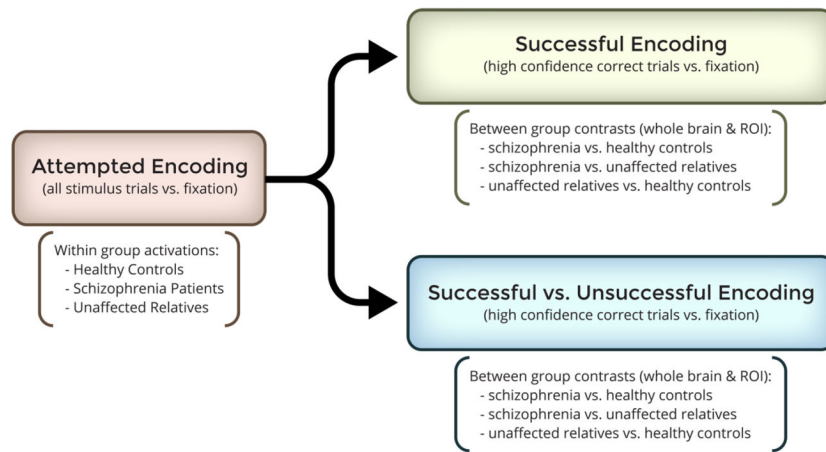 Attempted Encoding
(all stimulus trials vs. fixation)
Within group activations:
- Healthy Controls
- Schizophrenia Patients
- Unaffected Relatives
Successful Encoding
(high confidence correct trials vs. fixation)
Between group contrasts (whole brain & ROI):
- schizophrenia vs. healthy controls
- schizophrenia vs. unaffected relatives
- unaffected relatives vs. healthy controls
Successful vs. Unsuccessful Encoding
(high confidence correct trials vs. fixation)
Between group contrasts (whole brain & ROI):
- schizophrenia vs. healthy controls
- schizophrenia vs. unaffected relatives
- unaffected relatives vs. healthy controls